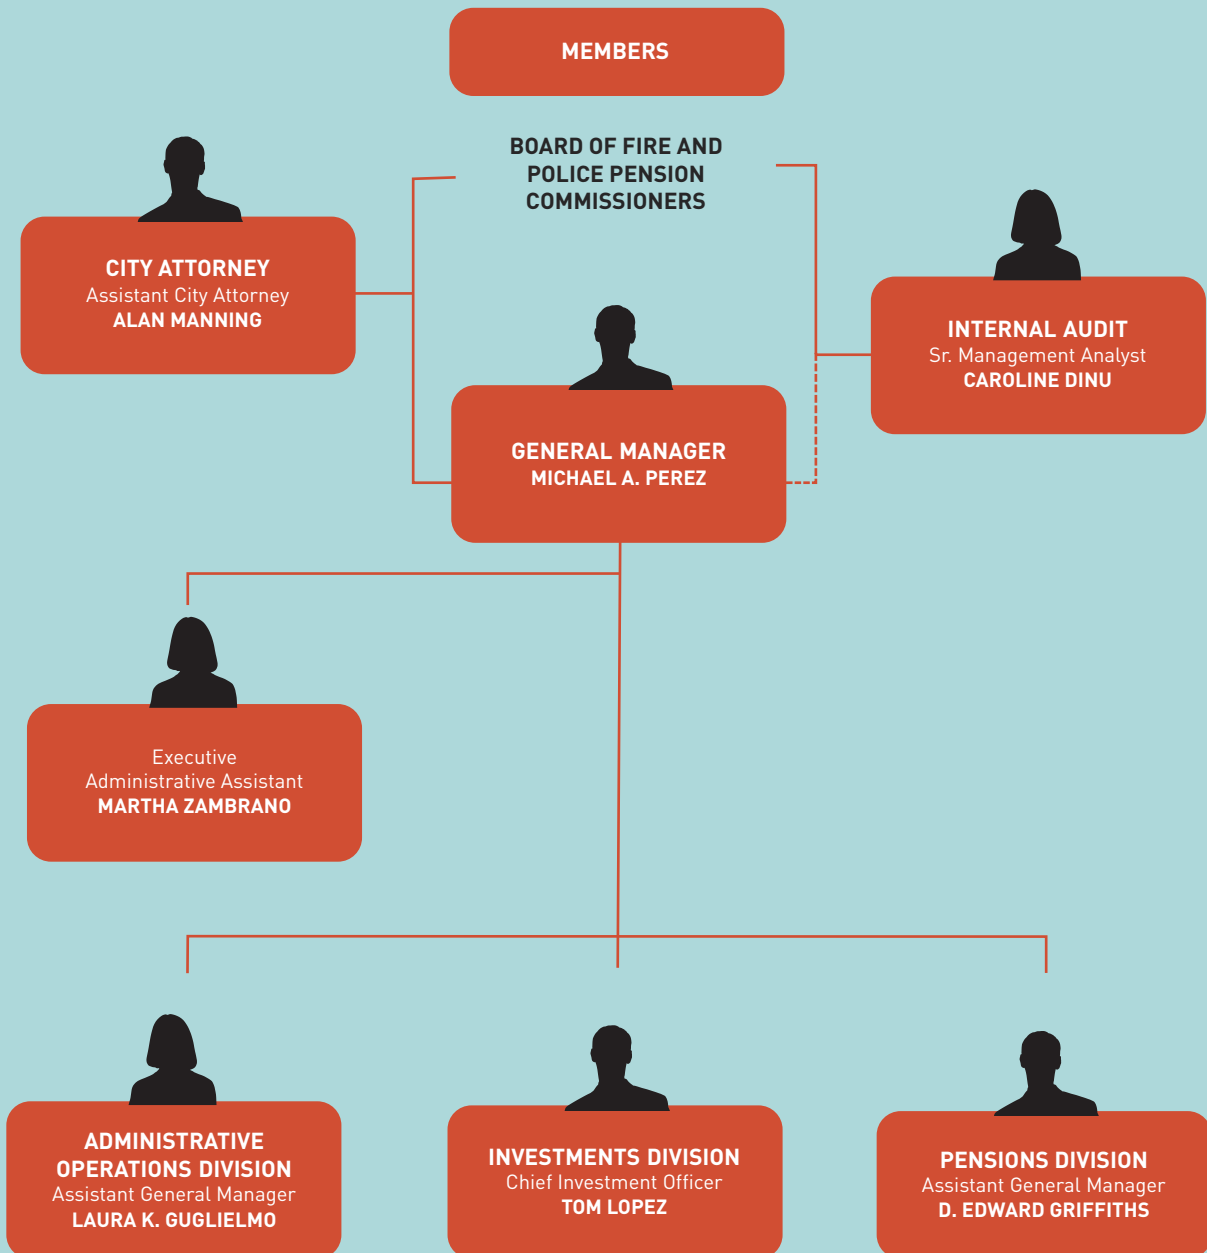 MEMBERS
BOARD OF FIRE AND
POLICE PENSION
COMMISSIONERS
CITY ATTORNEY
Assistant City Attorney
ALAN MANNING
INTERNAL AUDIT
Sr. Management Analyst
CAROLINE DINU
GENERAL MANAGER
MICHAEL A. PEREZ
Executive
Administrative Assistant
MARTHA ZAMBRANO
ADMINISTRATIVE
OPERATIONS DIVISION
Assistant General Manager
LAURA K. GUGLIELMO
INVESTMENTS DIVISION
Chief Investment Officer
TOM LOPEZ
PENSIONS DIVISION
Assistant General Manager
D. EDWARD GRIFFITHS